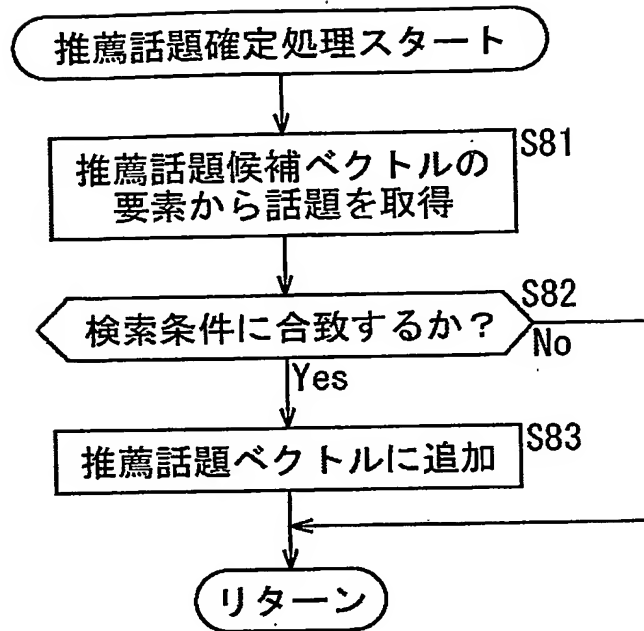 推薦話題確定処理スタート
S81
推薦話題候補ベクトルの
要素から話題を取得
S82
検索条件に合致するか？
No
Yes
S83
推薦話題ベクトルに追加
リターン